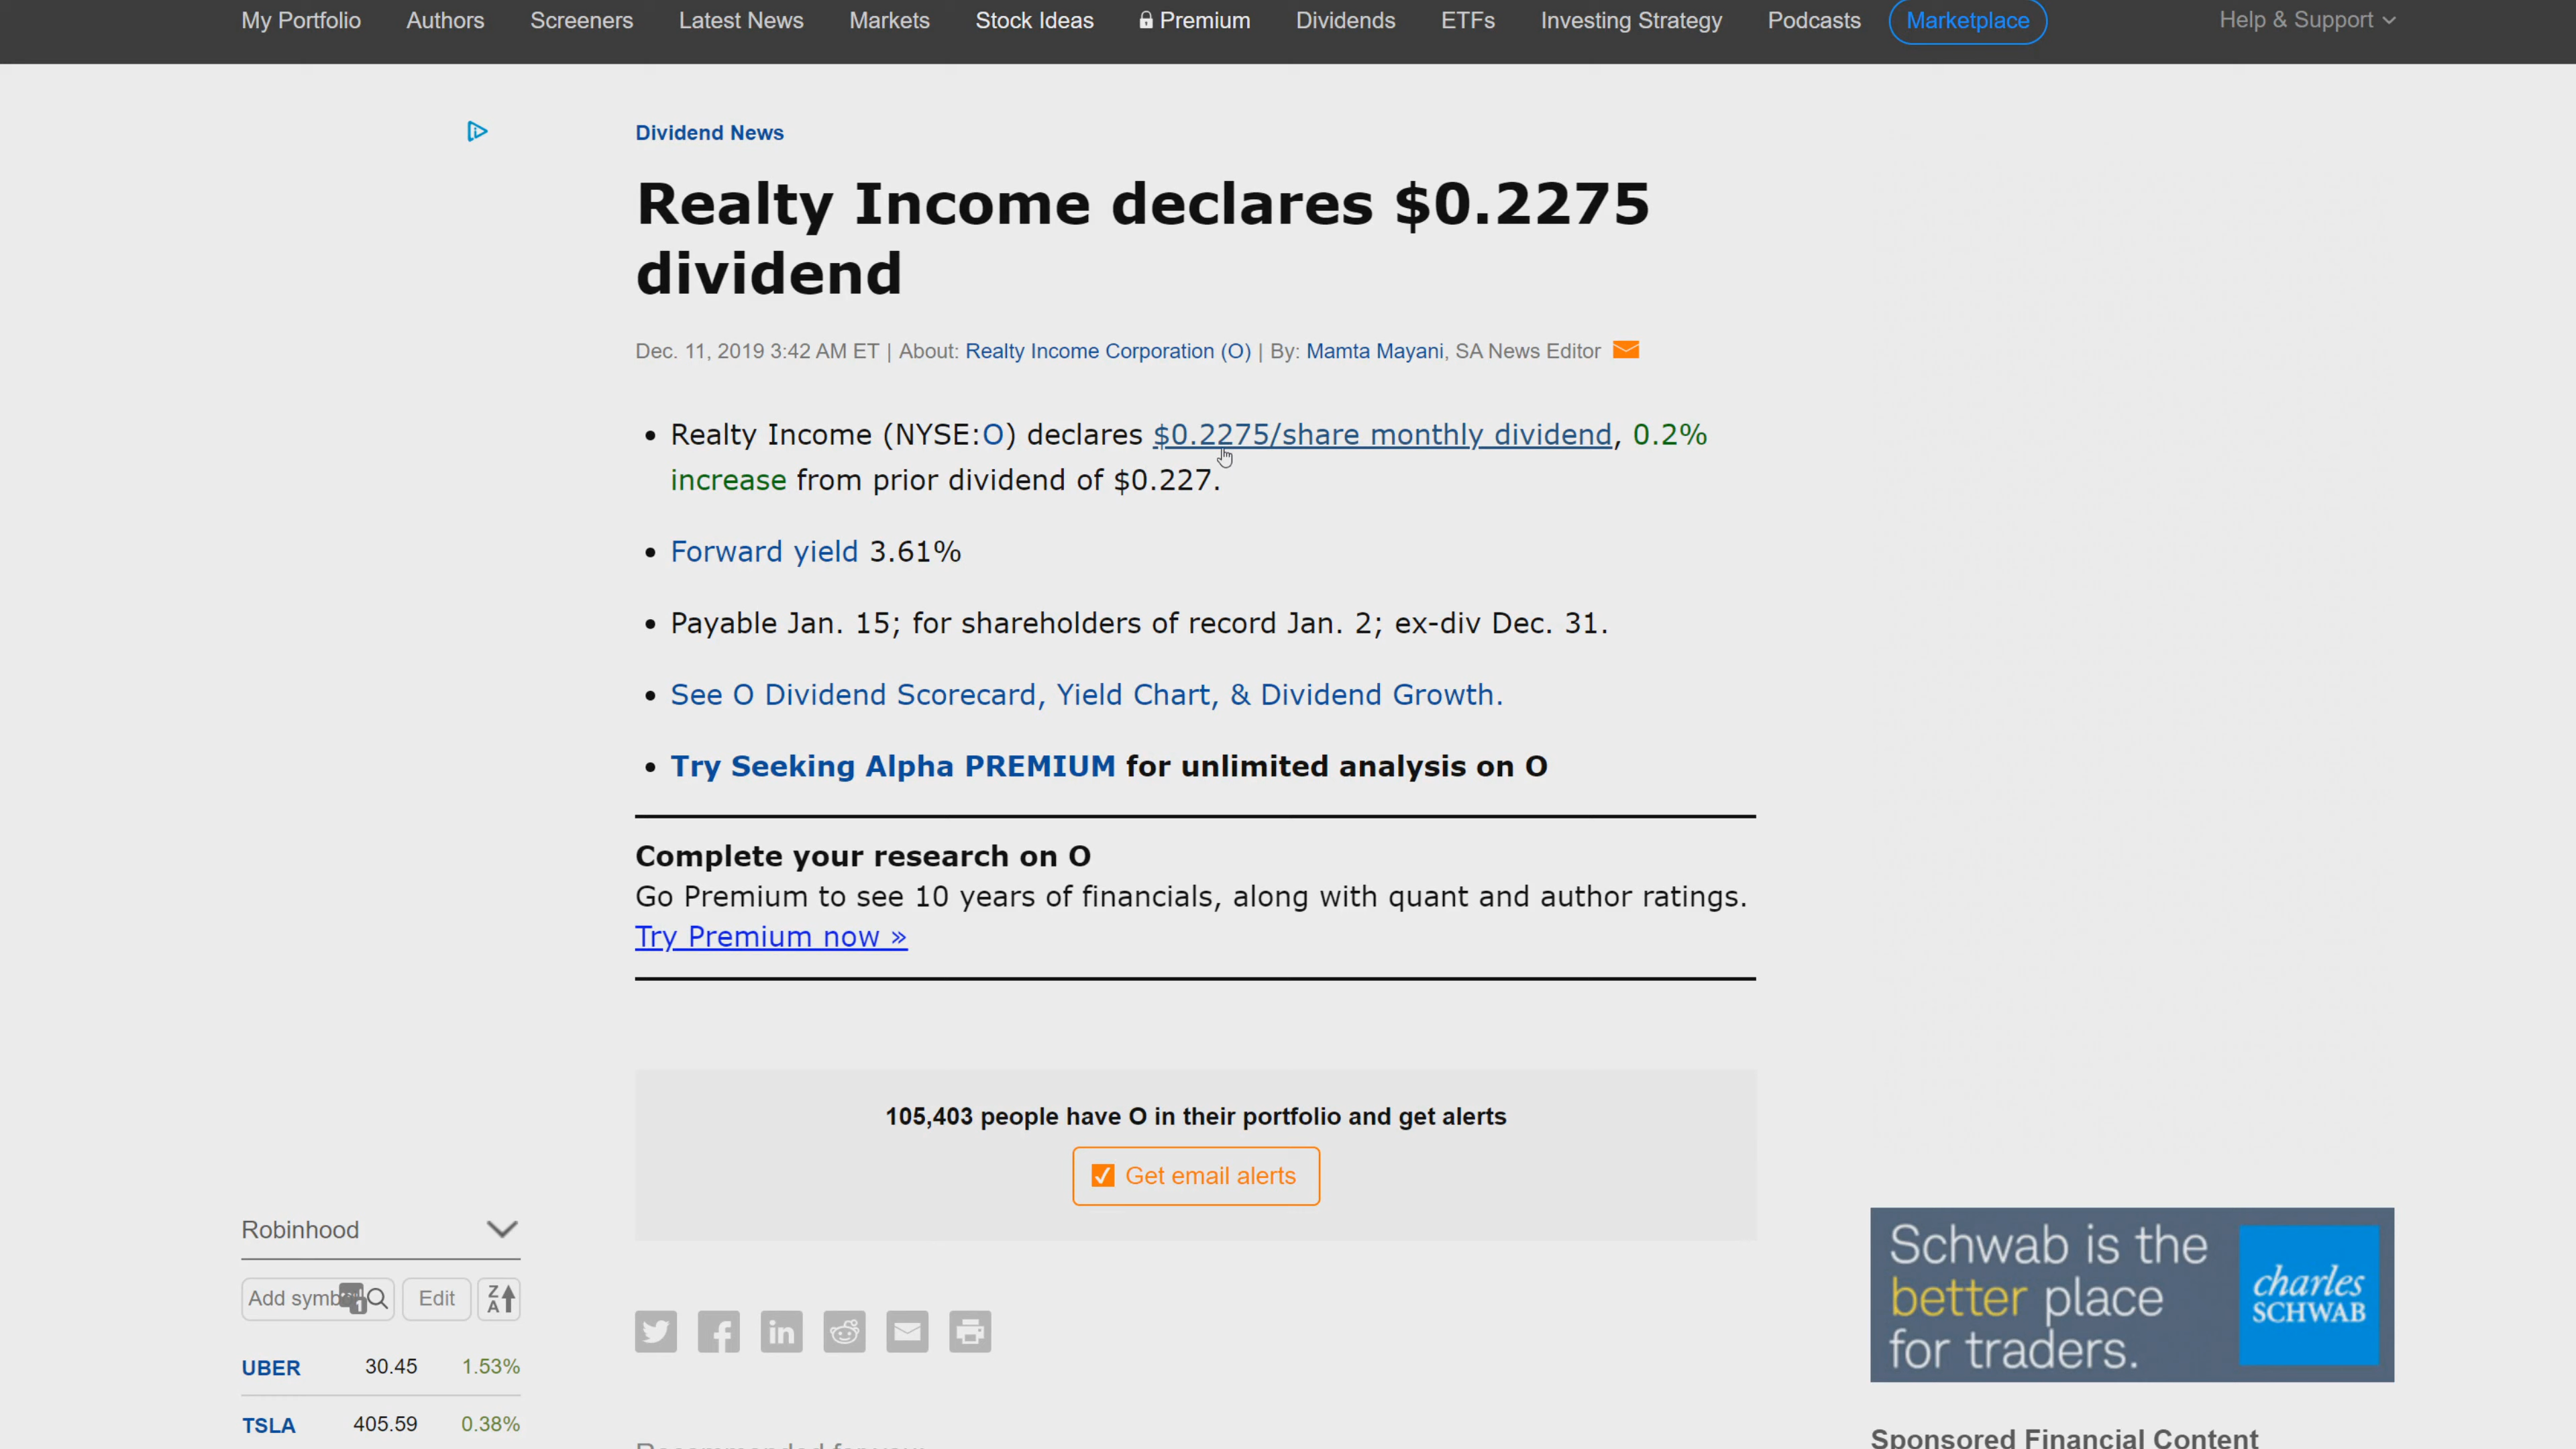 My Portfolio Authors Screeners Latest News Markets Stock Ideas Premium Dividends ETFs Investing Strategy Podcasts Marketplace Help & Support
Dividend News
Realty Income declares $0.2275
dividend
Dec. 11, 2019 3:42 AM ET | About: Realty Income Corporation (O) | By: Mamta Mayani, SA News Editor
• Realty Income (NYSE:O) declares $0.2275/share monthly dividend, 0.2%
increase from prior dividend of $0.227.
• Forward yield 3.61%
• Payable Jan. 15; for shareholders of record Jan. 2; ex-div Dec. 31.
• See O Dividend Scorecard, Yield Chart, & Dividend Growth.
• Try Seeking Alpha PREMIUM for unlimited analysis on O
Complete your research on O
Go Premium to see 10 years of financials, along with quant and author ratings.
Try Premium now »
105,403 people have O in their portfolio and get alerts
Get email alerts
Robinhood
Add symb 1 Edit Z A
UBER 30.45 1.53%
TSLA 405.59 0.38%
Schwab is the
better place
for traders.
charles
SCHWAB
Sponsored Financial Content